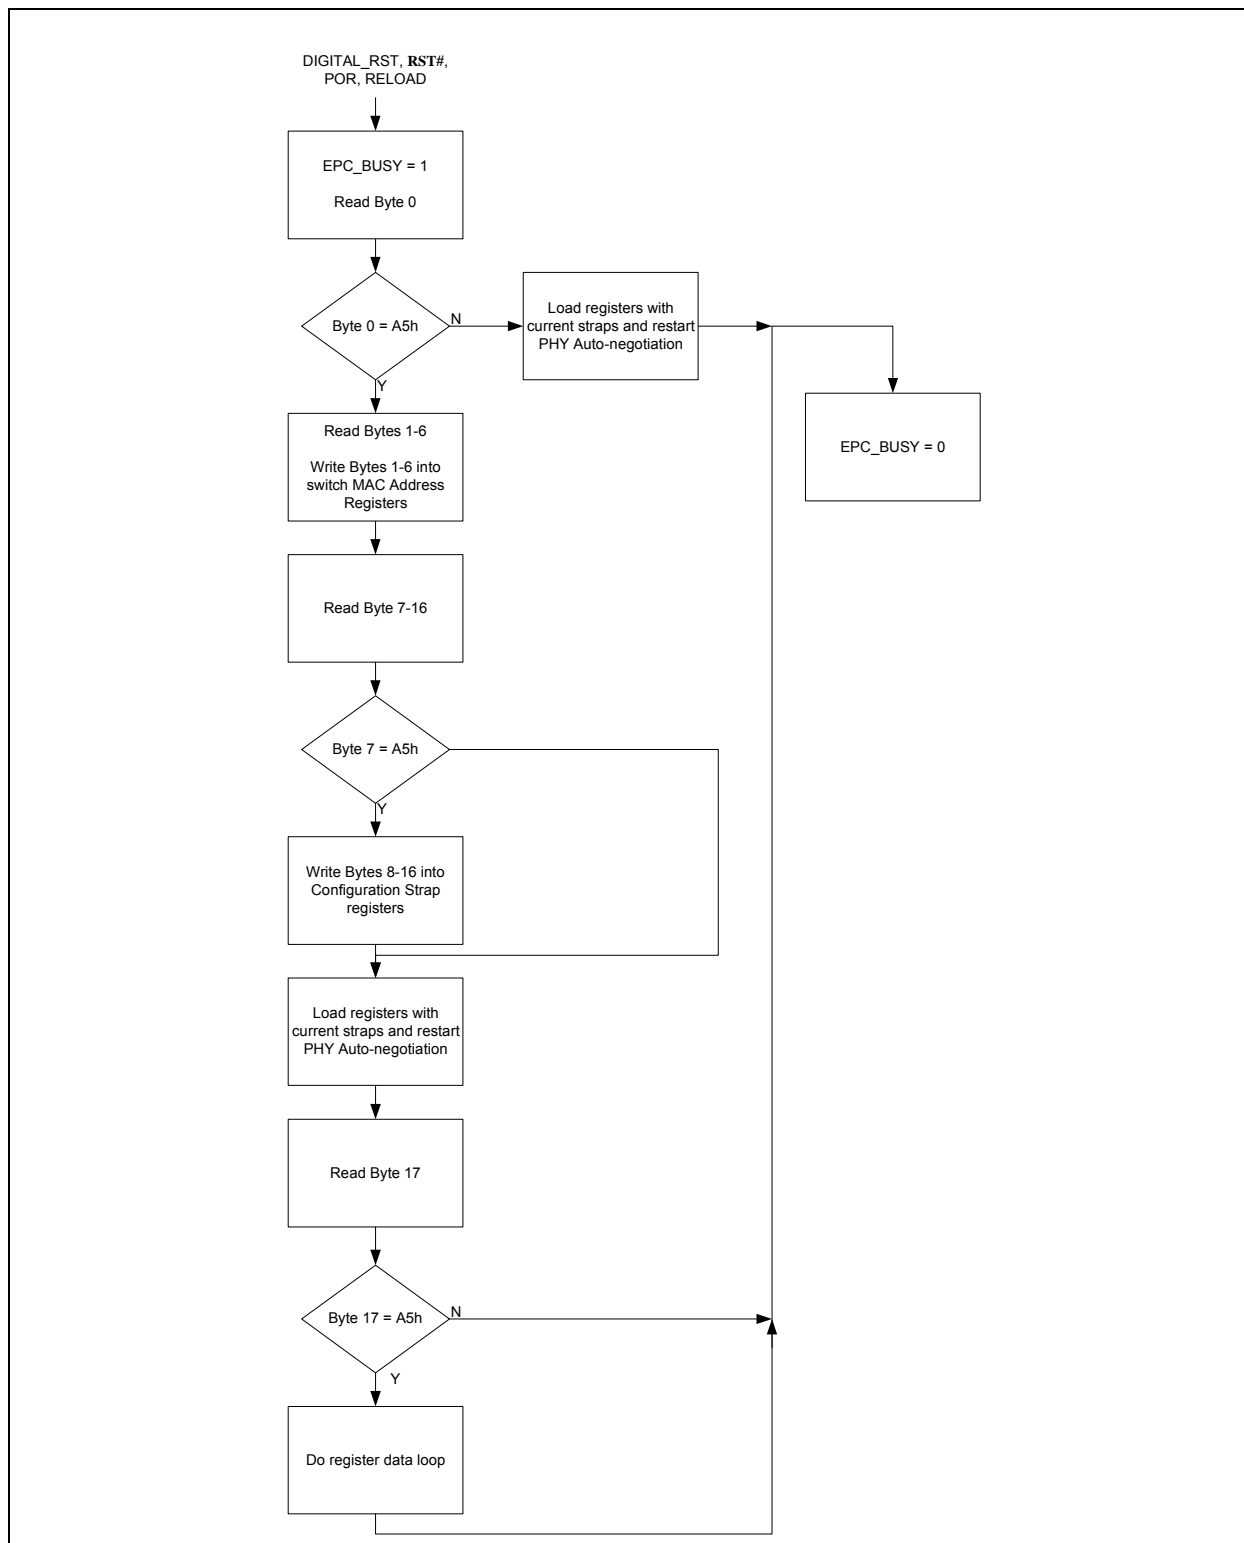 DIGITAL_RST, RST#,
POR, RELOAD
EPC_BUSY = 1
Read Byte 0
Byte 0 = A5h
N
Load registers with
current straps and restart
PHY Auto-negotiation
Y
EPC_BUSY = 0
Read Bytes 1-6
Write Bytes 1-6 into
switch MAC Address
Registers
Read Byte 7-16
Byte 7 = A5h
Y
Write Bytes 8-16 into
Configuration Strap
registers
Load registers with
current straps and restart
PHY Auto-negotiation
Read Byte 17
Byte 17 = A5h
N
Y
Do register data loop